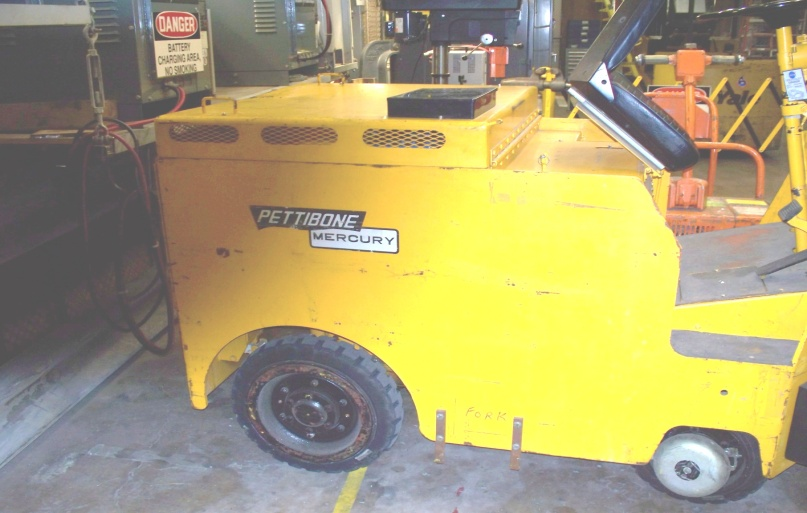 DANGER
BATTERY
CHARGING AREA,
NO SMOKING
PETTIBONE
MERCURY
FORK